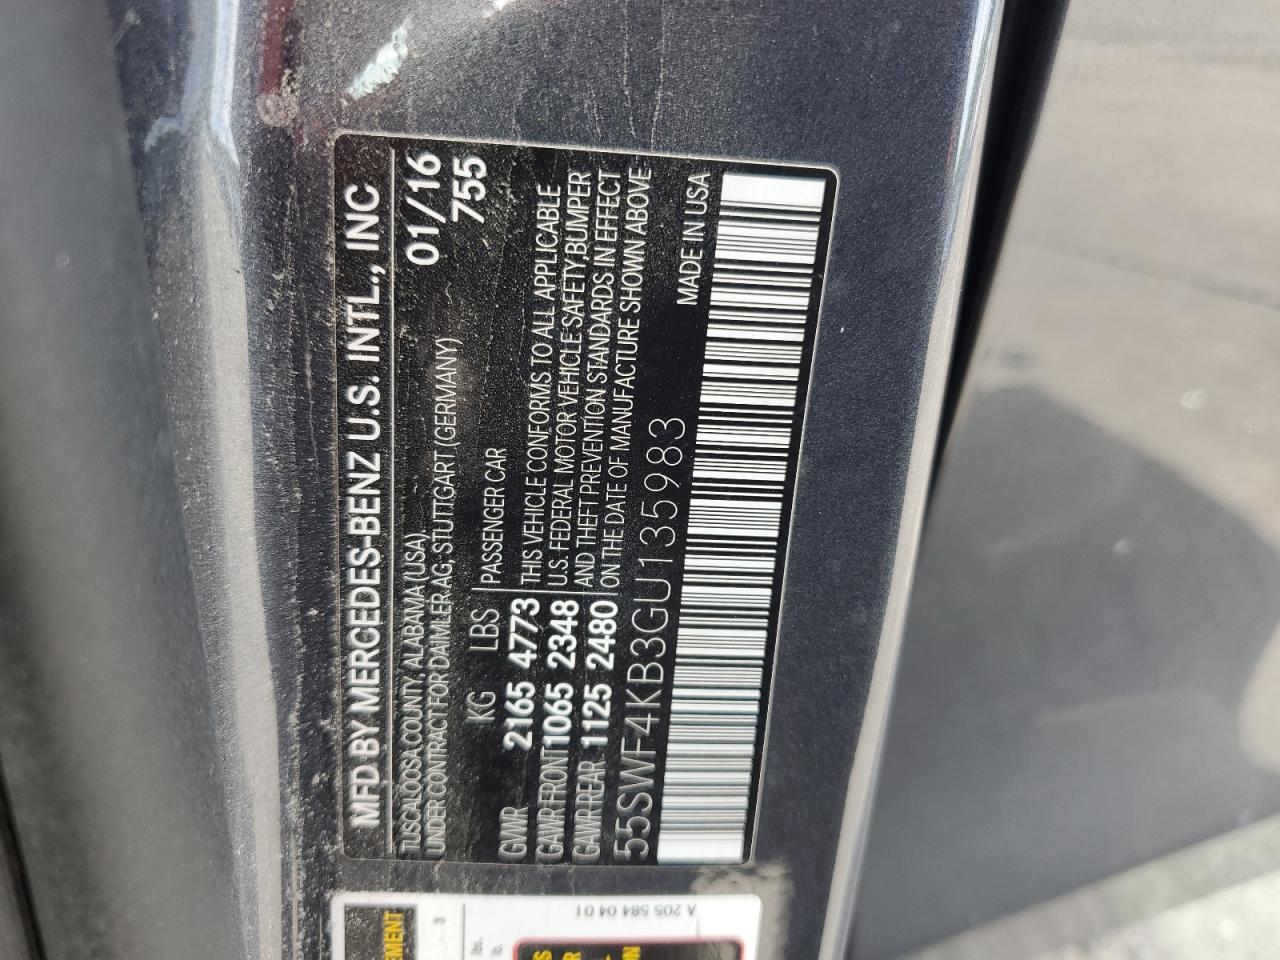 MFD BY MERCEDES-BENZ U.S. INTL., INC
TUSCALOOSA COUNTY, ALABAMA (USA) 01/16
UNDER CONTRACT FOR DAIMLER AG, STUTTGART (GERMANY) 755
KG LBS PASSENGER CAR
GVWR 2165 4773 THIS VEHICLE CONFORMS TO ALL APPLICABLE
GAWR-FRONT 1065 2348 U.S. FEDERAL MOTOR VEHICLE SAFETY,BUMPER
GAWR-REAR 1125 2480 AND THEFT PREVENTION STANDARDS IN EFFECT
ON THE DATE OF MANUFACTURE SHOWN ABOVE
55SWF4KB3GU135983 MADE IN USA
A 205 584 04 01
3
lbs.
lb.